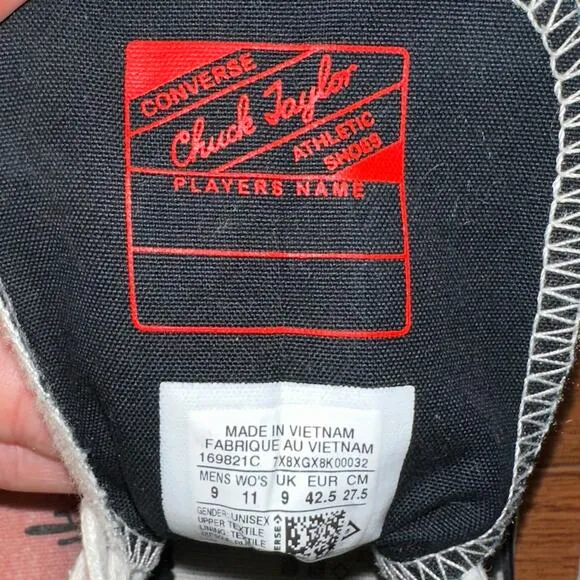 CONVERSE
Chuck Taylor
ATHLETIC
SHOES
PLAYERS NAME
MADE IN VIETNAM
FABRIQUE AU VIETNAM
169821C 7X8XGX8K00032
MENS WO'S UK EUR CM
9 11 9 42.5 27.5
GENDER: UNISEX
UPPER TEXTILE
LINING: TEXTILE